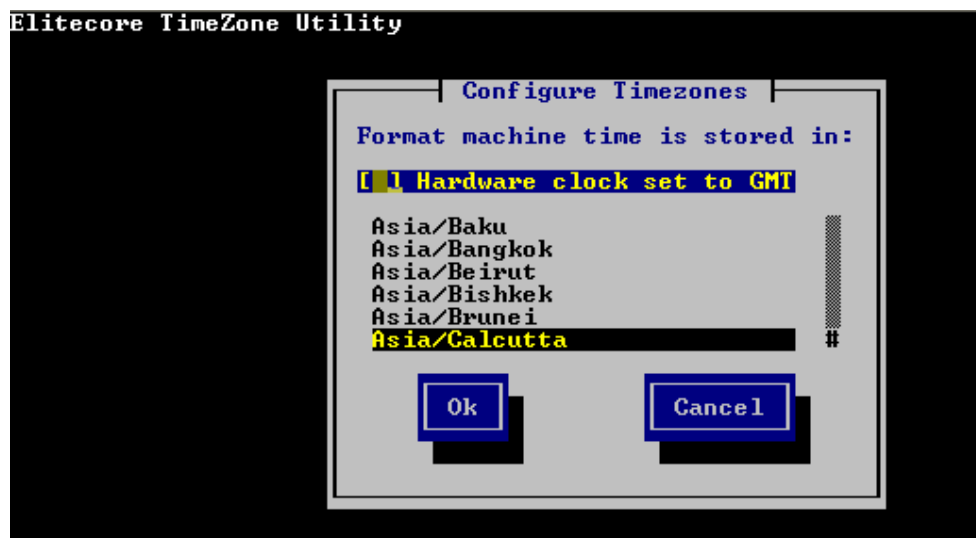 Elitecore TimeZone Utility
Configure Timezones
Format machine time is stored in:
[ ] Hardware clock set to GMT
Asia/Baku
Asia/Bangkok
Asia/Beirut
Asia/Bishkek
Asia/Brunei
Asia/Calcutta #
Ok Cancel